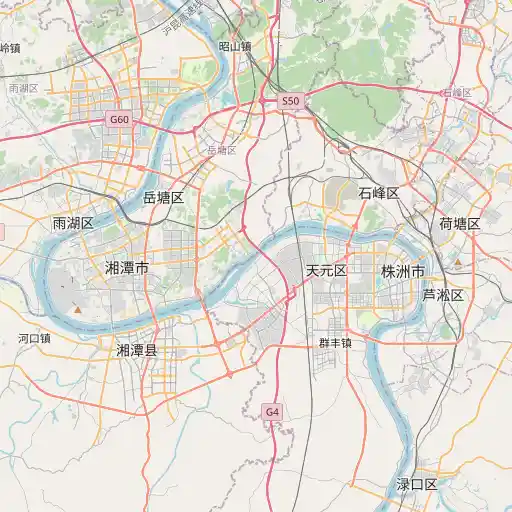 沪昆高速线
昭山镇
岭镇
雨湖区
石峰区
S50
G60
岳塘区
石峰区
岳塘区
雨湖区
荷塘区
湘潭市
天元区
株洲市
芦淞区
河口镇
群丰镇
湘潭县
G4
渌口区